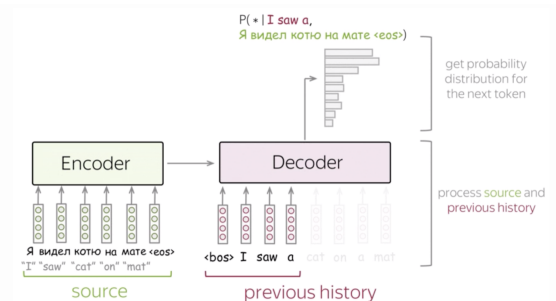 P( * | I saw a,
Я видел котю на мате <eos>)
get probability
distribution for
the next token
Encoder
Decoder
process source and
previous history
Я видел котю на мате <eos>
"I" "saw" "cat" "on" "mat"
source
<bos> I saw a cat on a mat
previous history